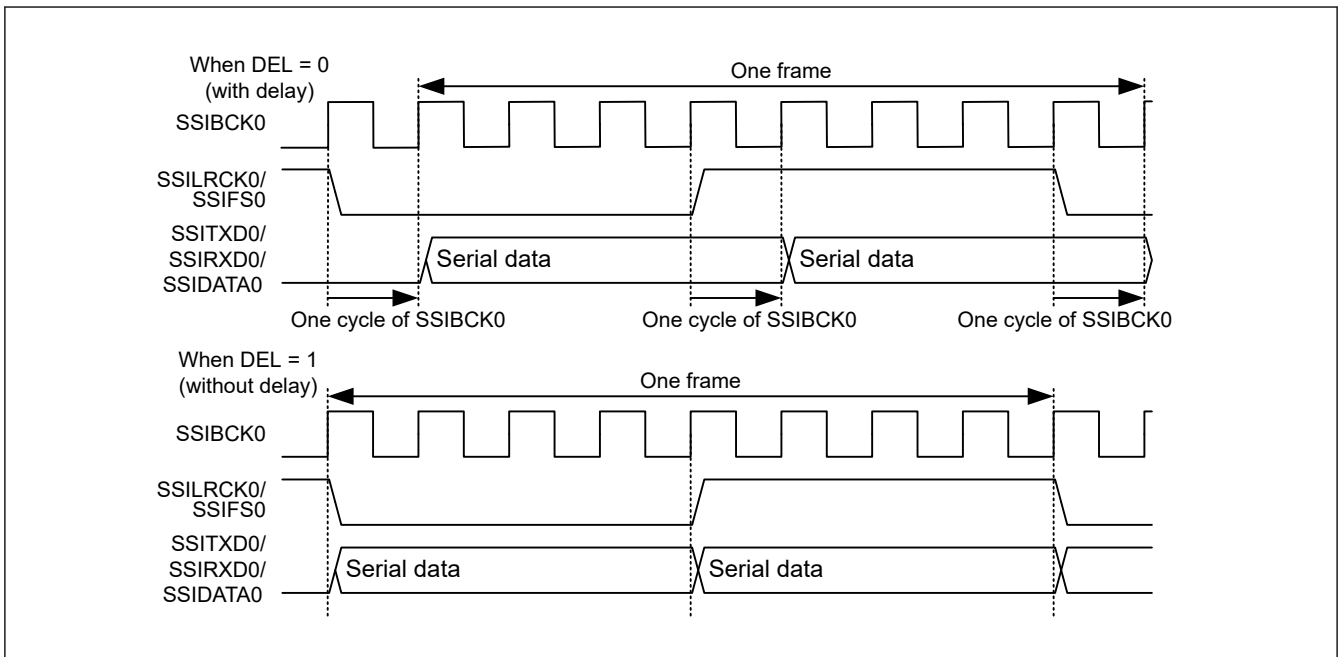 When DEL = 0
(with delay)
One frame
SSIBCK0
SSILRCK0/
SSIFS0
SSITXD0/
SSIRXD0/
SSIDATA0
Serial data
Serial data
One cycle of SSIBCK0
One cycle of SSIBCK0
One cycle of SSIBCK0
When DEL = 1
(without delay)
One frame
SSIBCK0
SSILRCK0/
SSIFS0
SSITXD0/
SSIRXD0/
SSIDATA0
Serial data
Serial data